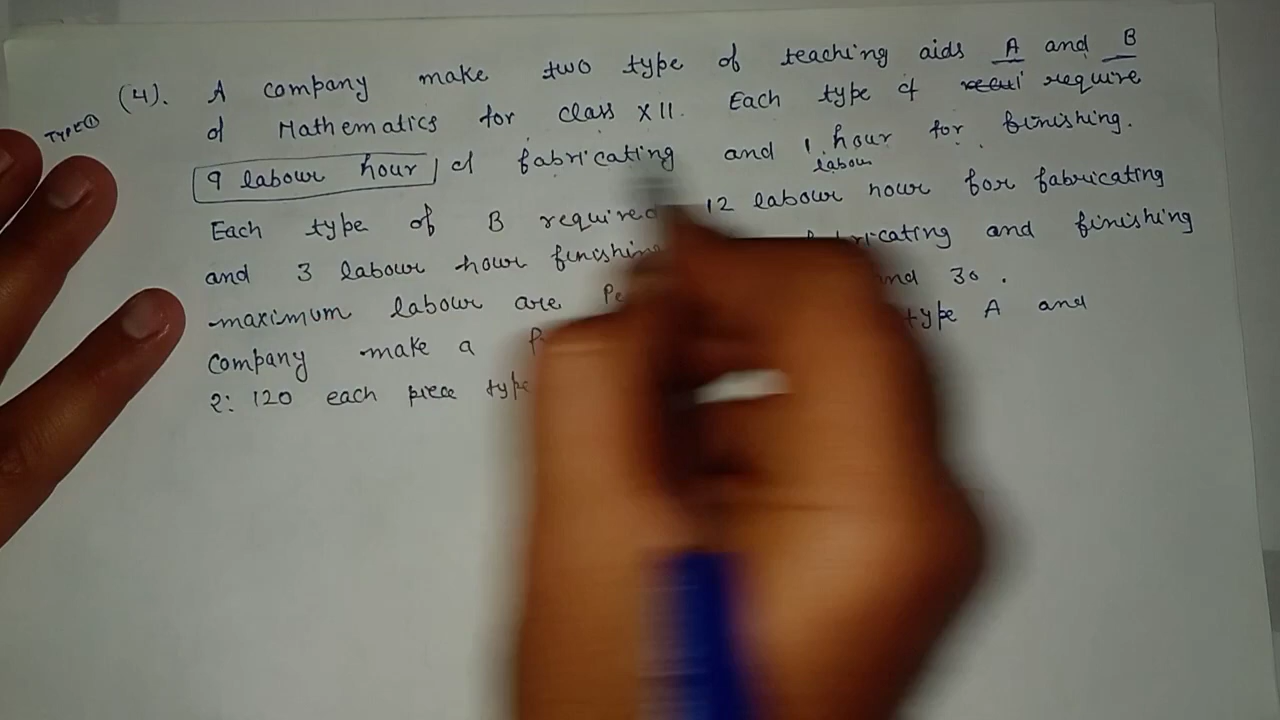 (4). A company make two type of teaching aids A and B
TYPE① of Mathematics for class XII. Each type of require
9 labour hour of fabricating and 1 labour hour for finishing.
Each type of B required 12 labour hour for fabricating
and 3 labour hour finishing fabricating and finishing
maximum labour are and 30.
company make a type A and
2: 120 each piece type